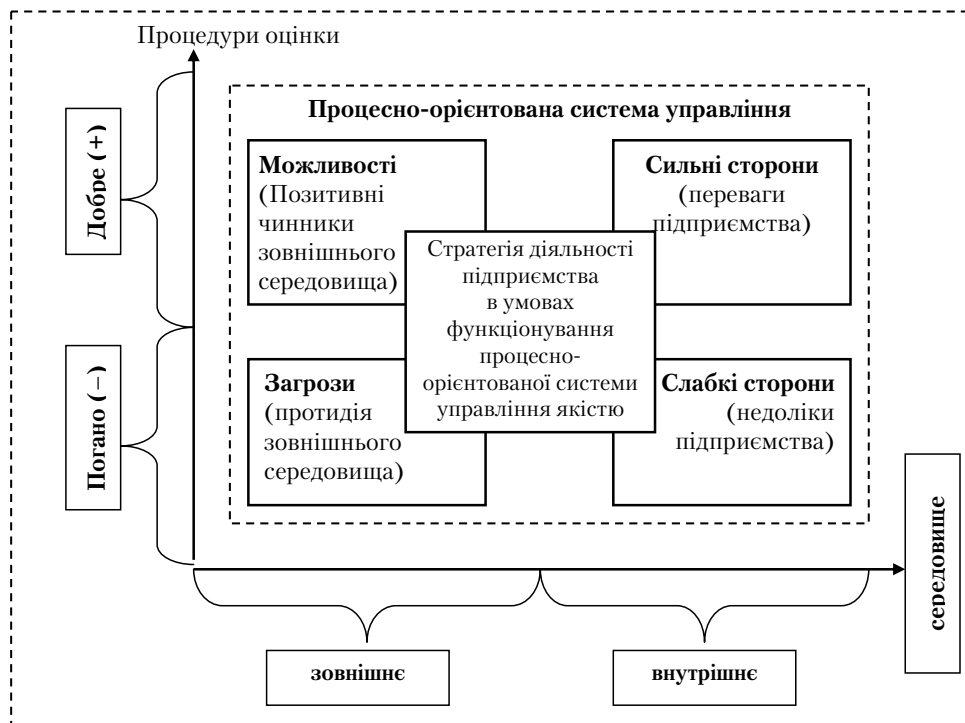 Процедури оцінки
Процесно-орієнтована система управління
Добре (+)
Можливості
(Позитивні
чинники
зовнішнього
середовища)
Сильні сторони
(переваги
підприємства)
Стратегія діяльності
підприємства
в умовах
функціонування
процесно-
орієнтованої системи
управління якістю
Погано (–)
Загрози
(протидія
зовнішнього
середовища)
Слабкі сторони
(недоліки
підприємства)
середовище
зовнішнє
внутрішнє